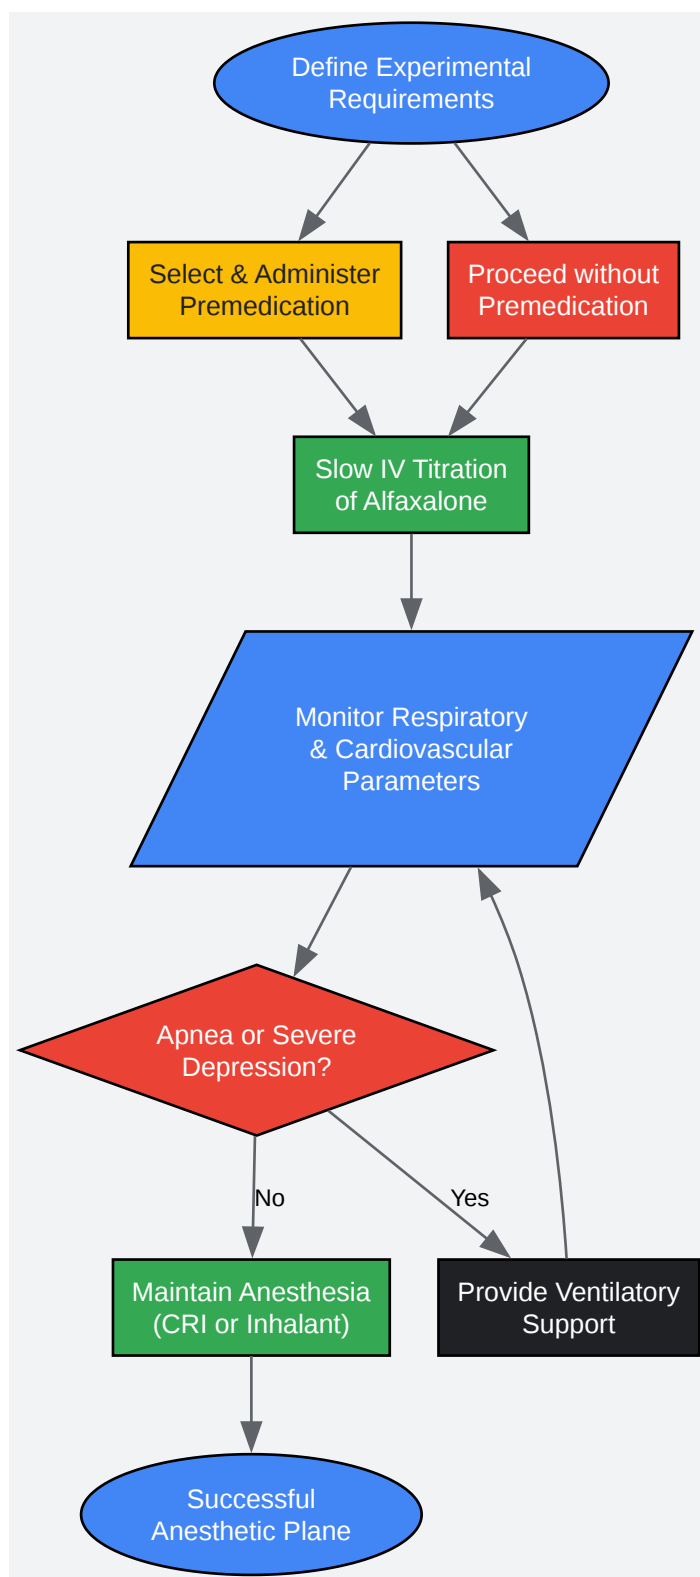 Define Experimental
Requirements
Select & Administer
Premedication
Proceed without
Premedication
Slow IV Titration
of Alfaxalone
Monitor Respiratory
& Cardiovascular
Parameters
Apnea or Severe
Depression?
No
Yes
Maintain Anesthesia
(CRI or Inhalant)
Provide Ventilatory
Support
Successful
Anesthetic Plane